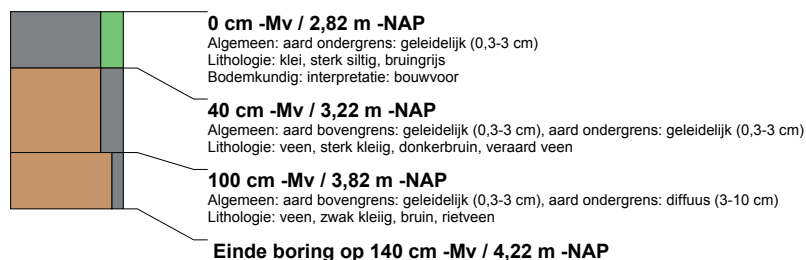 0 cm -Mv / 2,82 m -NAP
Algemeen: aard ondergrens: geleidelijk (0,3-3 cm)
Lithologie: klei, sterk siltig, bruingrijs
Bodemkundig: interpretatie: bouwvoor
40 cm -Mv / 3,22 m -NAP
Algemeen: aard bovengrens: geleidelijk (0,3-3 cm), aard ondergrens: geleidelijk (0,3-3 cm)
Lithologie: veen, sterk kleiig, donkerbruin, veraard veen
100 cm -Mv / 3,82 m -NAP
Algemeen: aard bovengrens: geleidelijk (0,3-3 cm), aard ondergrens: diffuus (3-10 cm)
Lithologie: veen, zwak kleiig, bruin, rietveen
Einde boring op 140 cm -Mv / 4,22 m -NAP